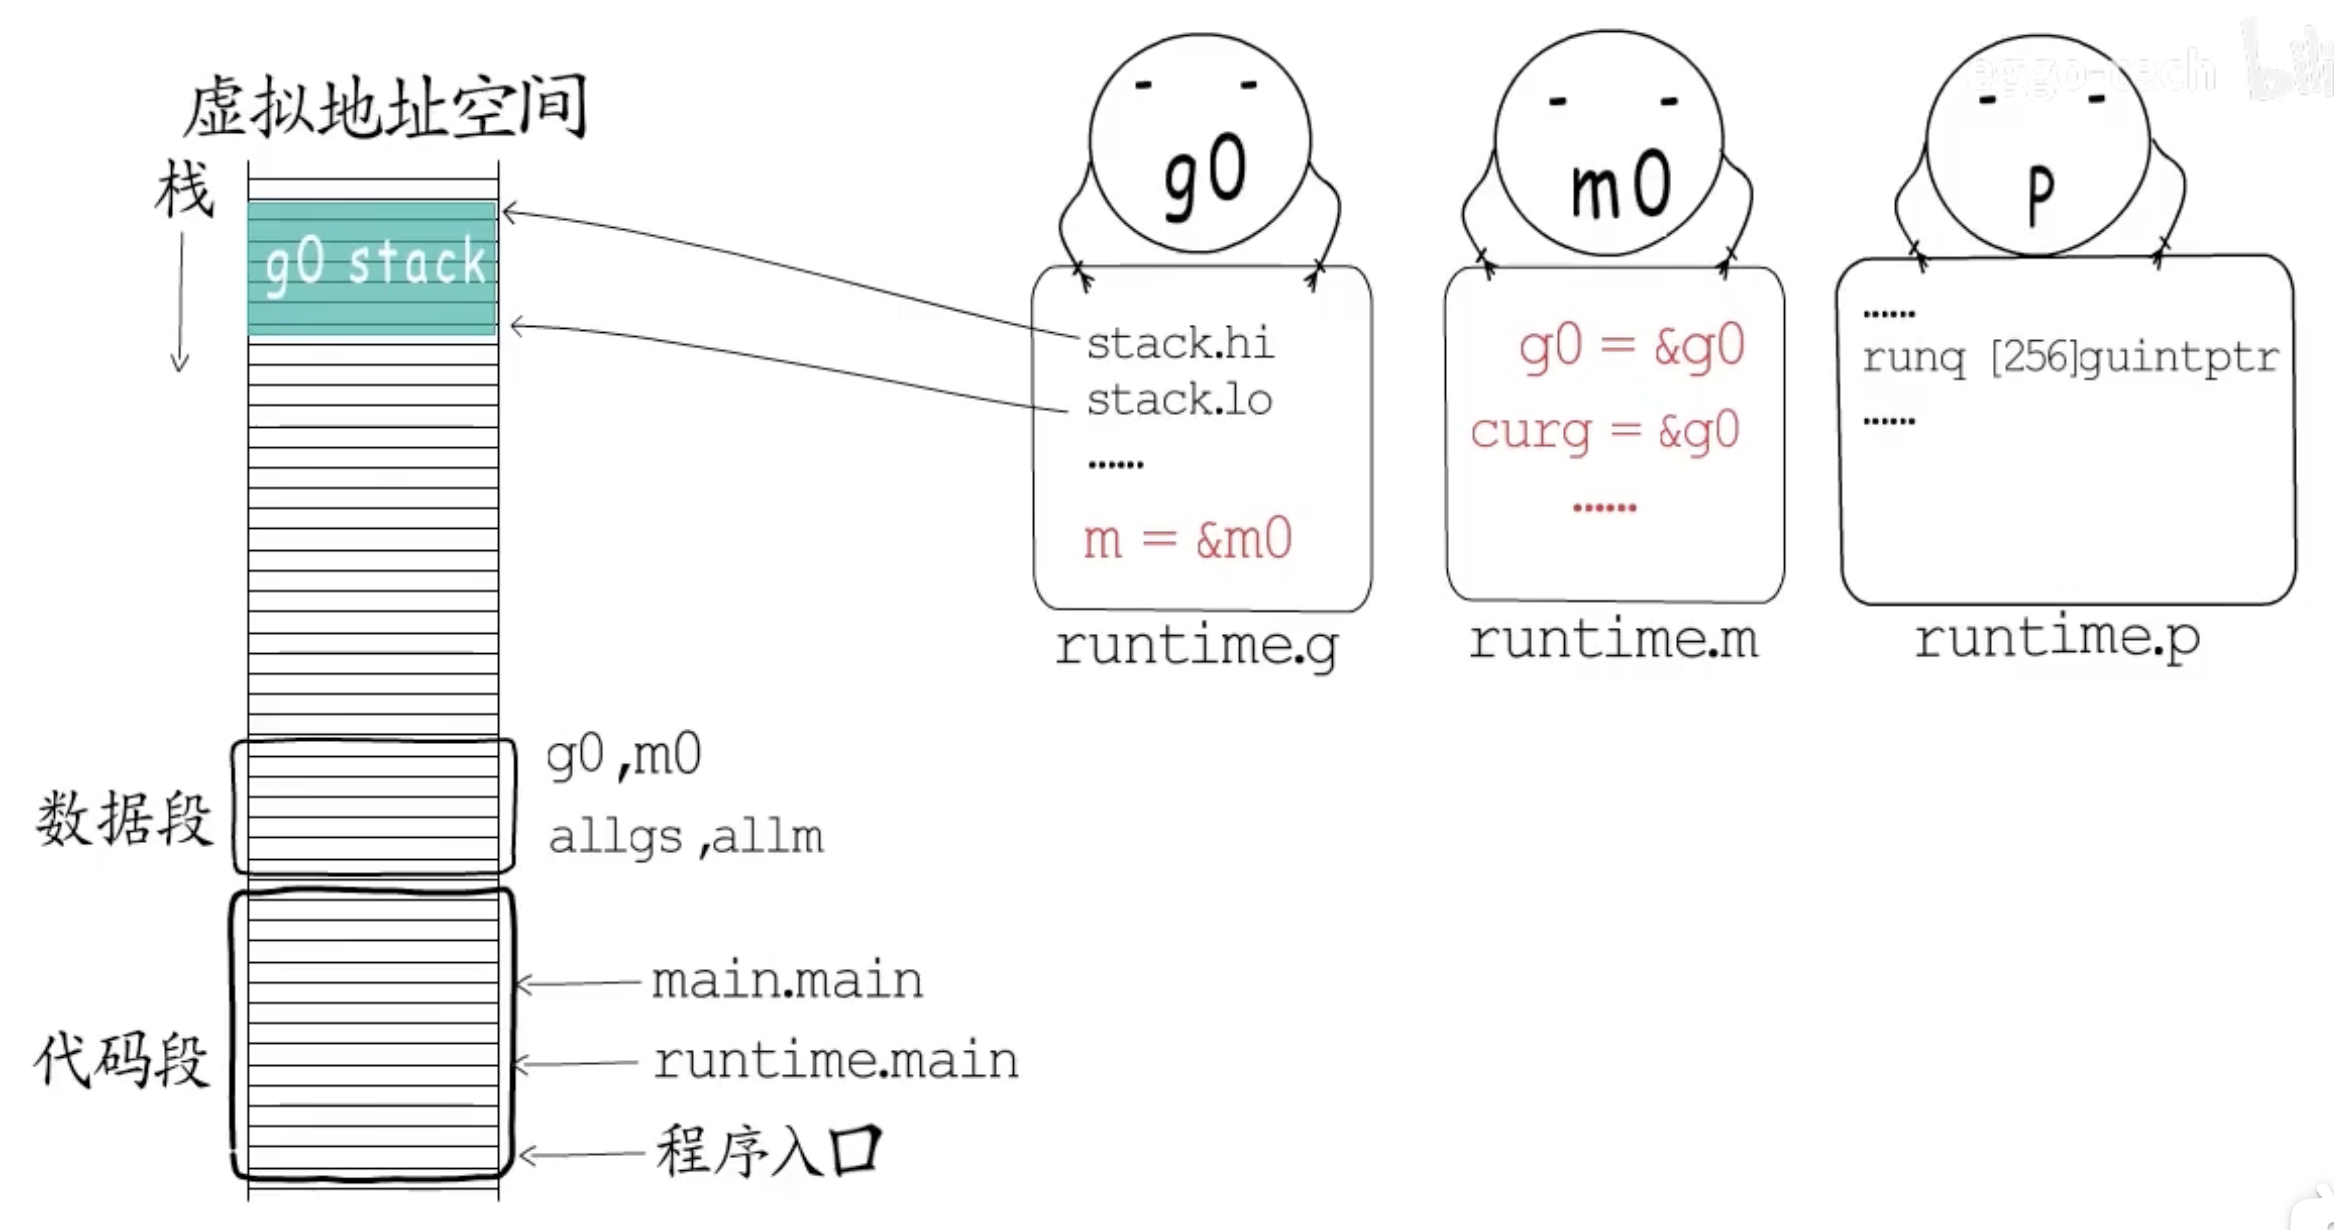 虚拟地址空间
栈
g0 stack
数据段
g0 ,m0
allgs ,allm
代码段
main.main
runtime.main
程序入口
g0
stack.hi
stack.lo
......
m = &m0
runtime.g
m0
g0 = &g0
curg = &g0
......
runtime.m
eggo-tech
p
......
runq [256]guintptr
......
runtime.p